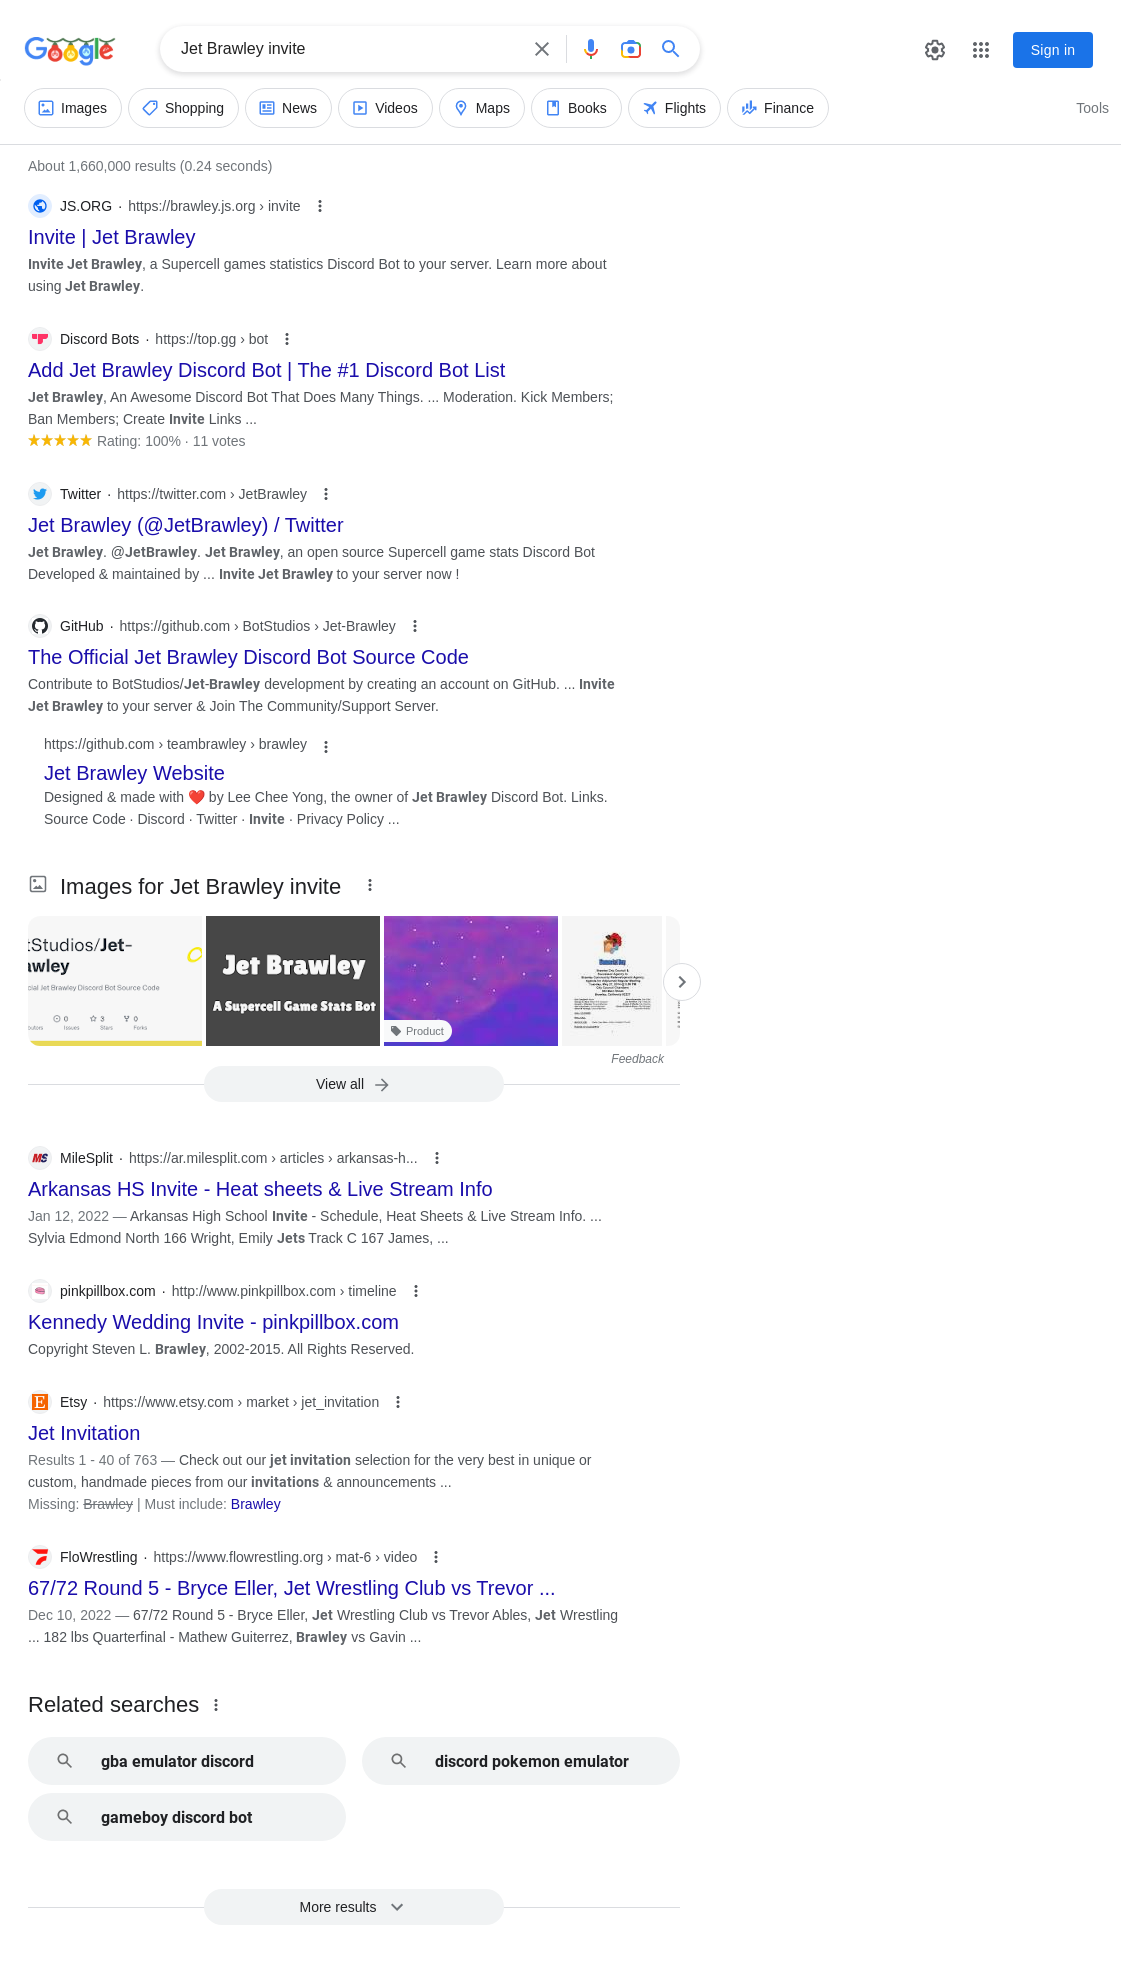 Google
Jet Brawley invite
Sign in
Images
Shopping
News
Videos
Maps
Books
Flights
Finance
Tools
About 1,660,000 results (0.24 seconds)
JS.ORG · https://brawley.js.org › invite
Invite | Jet Brawley
Invite Jet Brawley, a Supercell games statistics Discord Bot to your server. Learn more about
using Jet Brawley.
Discord Bots · https://top.gg › bot
Add Jet Brawley Discord Bot | The #1 Discord Bot List
Jet Brawley, An Awesome Discord Bot That Does Many Things. ... Moderation. Kick Members;
Ban Members; Create Invite Links ...
Rating: 100% · 11 votes
Twitter · https://twitter.com › JetBrawley
Jet Brawley (@JetBrawley) / Twitter
Jet Brawley. @JetBrawley. Jet Brawley, an open source Supercell game stats Discord Bot
Developed & maintained by ... Invite Jet Brawley to your server now !
GitHub · https://github.com › BotStudios › Jet-Brawley
The Official Jet Brawley Discord Bot Source Code
Contribute to BotStudios/Jet-Brawley development by creating an account on GitHub. ... Invite
Jet Brawley to your server & Join The Community/Support Server.
https://github.com › teambrawley › brawley
Jet Brawley Website
Designed & made with ❤️ by Lee Chee Yong, the owner of Jet Brawley Discord Bot. Links.
Source Code · Discord · Twitter · Invite · Privacy Policy ...
Images for Jet Brawley invite
tStudios/Jet-
awley
cial Jet Brawley Discord Bot Source Code
0
3
0
Issues
Stars
Forks
Jet Brawley
A Supercell Game Stats Bot
Product
Memorial Day
Feedback
View all
MS
MileSplit · https://ar.milesplit.com › articles › arkansas-h...
Arkansas HS Invite - Heat sheets & Live Stream Info
Jan 12, 2022 — Arkansas High School Invite - Schedule, Heat Sheets & Live Stream Info. ...
Sylvia Edmond North 166 Wright, Emily Jets Track C 167 James, ...
pinkpillbox.com · http://www.pinkpillbox.com › timeline
Kennedy Wedding Invite - pinkpillbox.com
Copyright Steven L. Brawley, 2002-2015. All Rights Reserved.
E
Etsy · https://www.etsy.com › market › jet_invitation
Jet Invitation
Results 1 - 40 of 763 — Check out our jet invitation selection for the very best in unique or
custom, handmade pieces from our invitations & announcements ...
Missing: Brawley | Must include: Brawley
FloWrestling · https://www.flowrestling.org › mat-6 › video
67/72 Round 5 - Bryce Eller, Jet Wrestling Club vs Trevor ...
Dec 10, 2022 — 67/72 Round 5 - Bryce Eller, Jet Wrestling Club vs Trevor Ables, Jet Wrestling
... 182 lbs Quarterfinal - Mathew Guiterrez, Brawley vs Gavin ...
Related searches
gba emulator discord
discord pokemon emulator
gameboy discord bot
More results